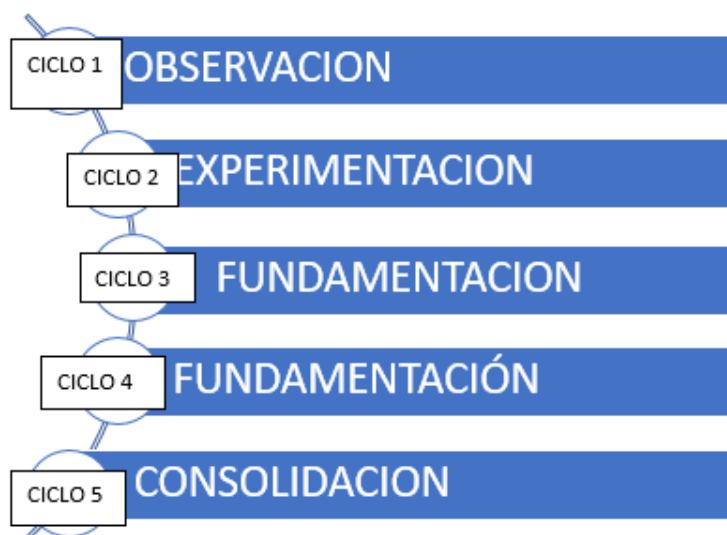 CICLO 1 OBSERVACION
CICLO 2 EXPERIMENTACION
CICLO 3 FUNDAMENTACION
CICLO 4 FUNDAMENTACIÓN
CICLO 5 CONSOLIDACION